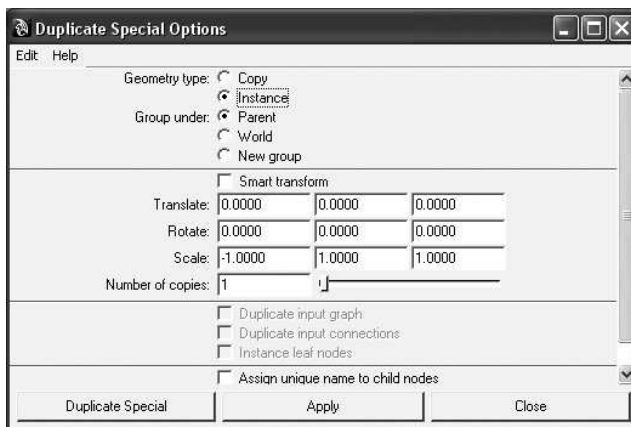 Duplicate Special Options
Edit Help
Geometry type: Copy
Instance
Group under: Parent
World
New group
Smart transform
Translate: 0.0000 0.0000 0.0000
Rotate: 0.0000 0.0000 0.0000
Scale: -1.0000 1.0000 1.0000
Number of copies: 1
Duplicate input graph
Duplicate input connections
Instance leaf nodes
Assign unique name to child nodes
Duplicate Special Apply Close